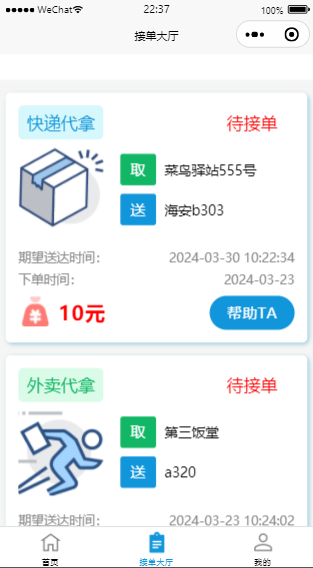 WeChat 22:37 100%
接单大厅
快递代拿 待接单
取 菜鸟驿站555号
送 海安b303
期望送达时间: 2024-03-30 10:22:34
下单时间: 2024-03-23
¥ 10元 帮助TA
外卖代拿 待接单
取 第三饭堂
送 a320
期望送达时间: 2024-03-23 10:24:02
首页 接单大厅 我的